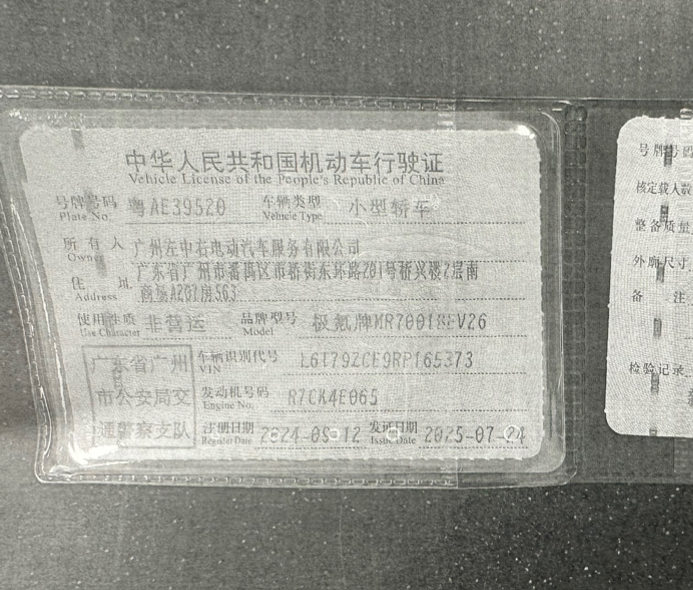 中华人民共和国机动车行驶证
Vehicle License of the People's Republic of China
号牌号码 粤AE39520 车辆类型 小型轿车
Plate No. Vehicle Type
所有人 广州左中右电动汽车服务有限公司
Owner
住址 广东省广州市番禺区市桥街东环路281号桥兴楼2层南
Address 商场A207房563
使用性质 非营运 品牌型号 极氪牌MR7001BEV26
Use Character Model
广东省广州 车辆识别代号 L6T79ZCE9RP165373
VIN
市公安局交 发动机号码 R7CK4E065
Engine No.
通警察支队 注册日期 2024-09-12 发证日期 2025-07-24
Register Date Issue Date
号牌号码
核定载人数
整备质量
外廓尺寸
备注
检验记录